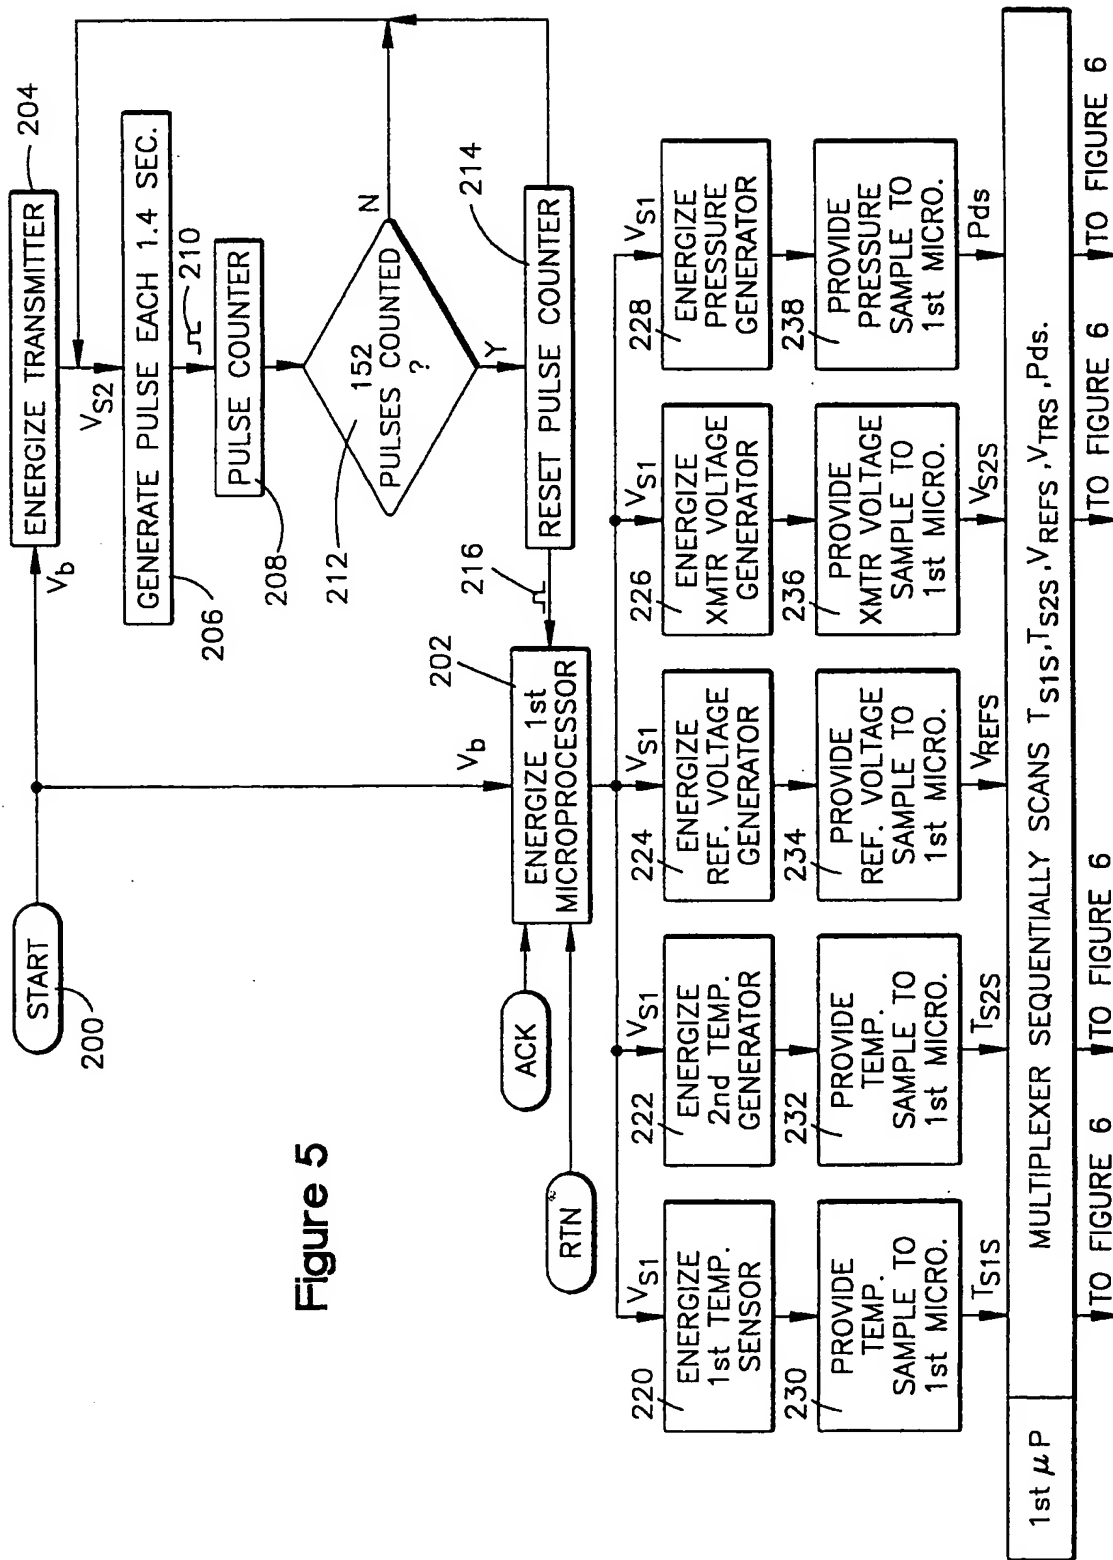 Figure 5
START
200
V_b
ENERGIZE TRANSMITTER
204
V_S2
GENERATE PULSE EACH 1.4 SEC.
206
210
PULSE COUNTER
208
152
PULSES COUNTED
?
212
N
Y
RESET PULSE COUNTER
214
216
V_b
202
ENERGIZE 1st
MICROPROCESSOR
ACK
RTN
V_S1
220
ENERGIZE
1st TEMP.
SENSOR
V_S1
222
ENERGIZE
2nd TEMP.
GENERATOR
V_S1
224
ENERGIZE
REF. VOLTAGE
GENERATOR
V_S1
226
ENERGIZE
XMTR VOLTAGE
GENERATOR
V_S1
228
ENERGIZE
PRESSURE
GENERATOR
230
PROVIDE
TEMP.
SAMPLE TO
1st MICRO.
T_S1S
232
PROVIDE
TEMP.
SAMPLE TO
1st MICRO.
T_S2S
234
PROVIDE
REF. VOLTAGE
SAMPLE TO
1st MICRO.
V_REFS
236
PROVIDE
XMTR VOLTAGE
SAMPLE TO
1st MICRO.
V_S2S
238
PROVIDE
PRESSURE
SAMPLE TO
1st MICRO.
Pds
1st μP
MULTIPLEXER SEQUENTIALLY SCANS T_S1S, T_S2S, V_REFS, V_TRS, Pds.
TO FIGURE 6
TO FIGURE 6
TO FIGURE 6
TO FIGURE 6